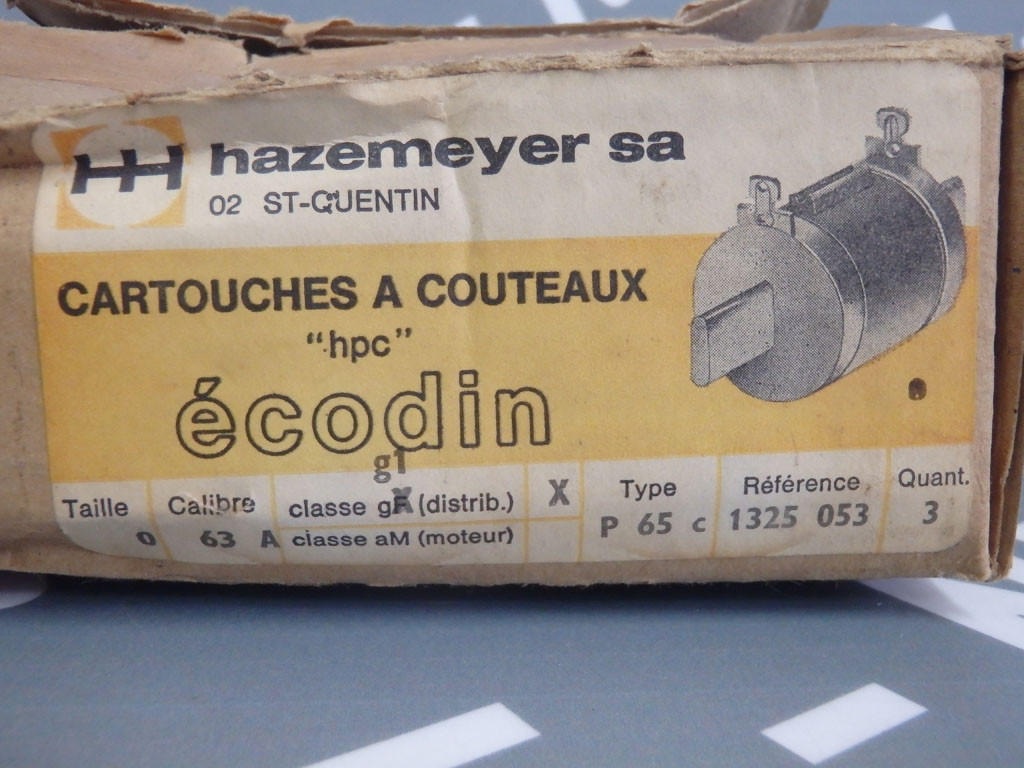 HH hazemeyer sa
02 ST-QUENTIN
CARTOUCHES A COUTEAUX
"hpc"
écodin
g1
Taille Calibre classe gF (distrib.) X Type Référence Quant.
0 63 A classe aM (moteur) P 65 c 1325 053 3